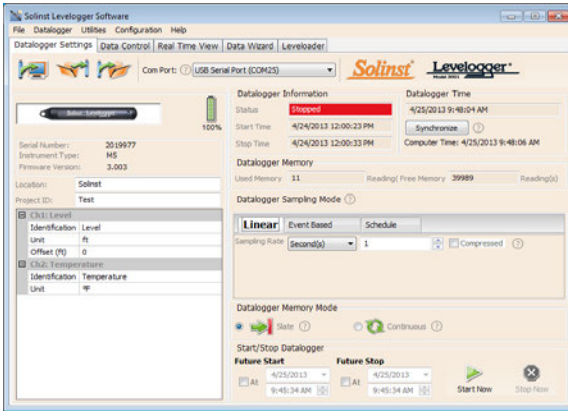 Solinst Levelogger Software
File Datalogger Utilities Configuration Help
Datalogger Settings Data Control Real Time View Data Wizard Leveloader
Com Port: ? USB Serial Port (COM25) Solinst Levelogger
Datalogger Information
Status Stopped
Start Time 4/24/2013 12:00:23 PM
Stop Time 4/24/2013 12:00:33 PM
Datalogger Time
4/25/2013 9:48:04 AM
Synchronize ?
Computer Time: 4/25/2013 9:48:06 AM
100%
Serial Number: 2019977
Instrument Type: M5
Firmware Version: 3.003
Location: Solinst
Project ID: Test
Ch1: Level
Identification Level
Unit ft
Offset (ft) 0
Ch2: Temperature
Identification Temperature
Unit °F
Datalogger Memory
Used Memory 11 Reading( Free Memory 39989 Reading(s)
Datalogger Sampling Mode ?
Linear Event Based Schedule
Sampling Rate Second(s) 1 Compressed ?
Datalogger Memory Mode
Slate ? Continuous ?
Start/Stop Datalogger
Future Start Future Stop
At 4/25/2013 At 4/25/2013
9:45:34 AM 9:45:34 AM
Start Now Stop Now